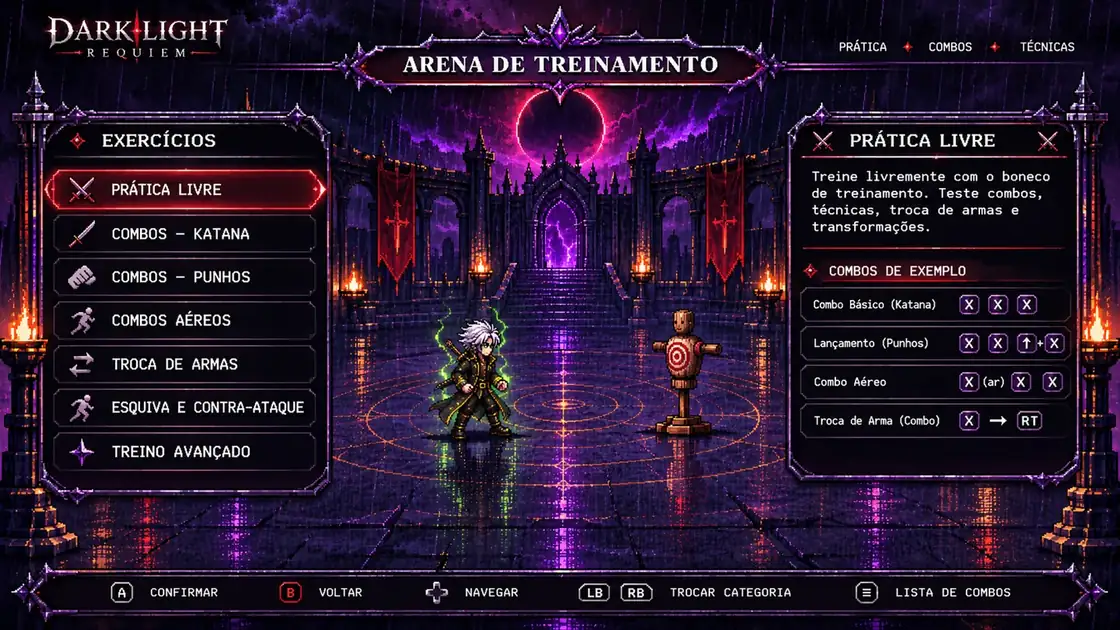 DARK LIGHT
REQUIEM
ARENA DE TREINAMENTO
PRÁTICA COMBOS TÉCNICAS
EXERCÍCIOS
PRÁTICA LIVRE
COMBOS – KATANA
COMBOS – PUNHOS
COMBOS AÉREOS
TROCA DE ARMAS
ESQUIVA E CONTRA-ATAQUE
TREINO AVANÇADO
PRÁTICA LIVRE
Treine livremente com o boneco
de treinamento. Teste combos,
técnicas, troca de armas e
transformações.
COMBOS DE EXEMPLO
Combo Básico (Katana) X X X
Lançamento (Punhos) X X ↑+X
Combo Aéreo X (ar) X X
Troca de Arma (Combo) X → RT
A CONFIRMAR B VOLTAR NAVEGAR LB RB TROCAR CATEGORIA LISTA DE COMBOS